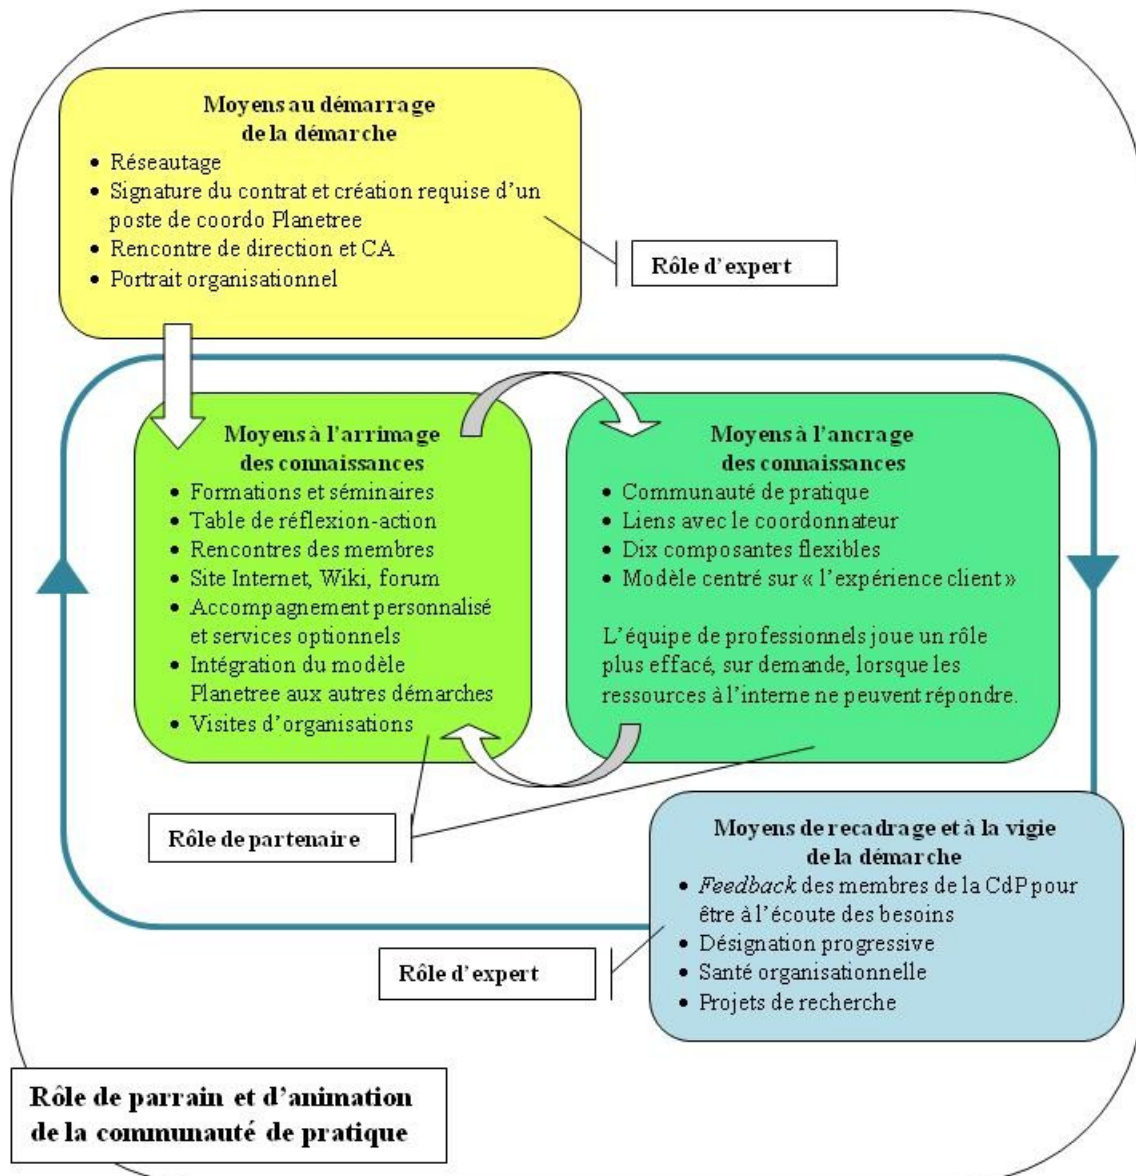 Moyens au démarrage
de la démarche
• Réseautage
• Signature du contrat et création requise d’un
poste de coordo Planetree
• Rencontre de direction et CA
• Portrait organisationnel
Rôle d’expert
Moyens à l’arrimage
des connaissances
• Formations et séminaires
• Table de réflexion-action
• Rencontres des membres
• Site Internet, Wiki, forum
• Accompagnement personnalisé
et services optionnels
• Intégration du modèle
Planetree aux autres démarches
• Visites d’organisations
Moyens à l’ancrage
des connaissances
• Communauté de pratique
• Liens avec le coordonnateur
• Dix composantes flexibles
• Modèle centré sur « l’expérience client »
L’équipe de professionnels joue un rôle
plus effacé, sur demande, lorsque les
ressources à l’interne ne peuvent répondre.
Rôle de partenaire
Moyens de recadrage et à la vigie
de la démarche
• Feedback des membres de la CdP pour
être à l’écoute des besoins
• Désignation progressive
• Santé organisationnelle
• Projets de recherche
Rôle d’expert
Rôle de parrain et d’animation
de la communauté de pratique